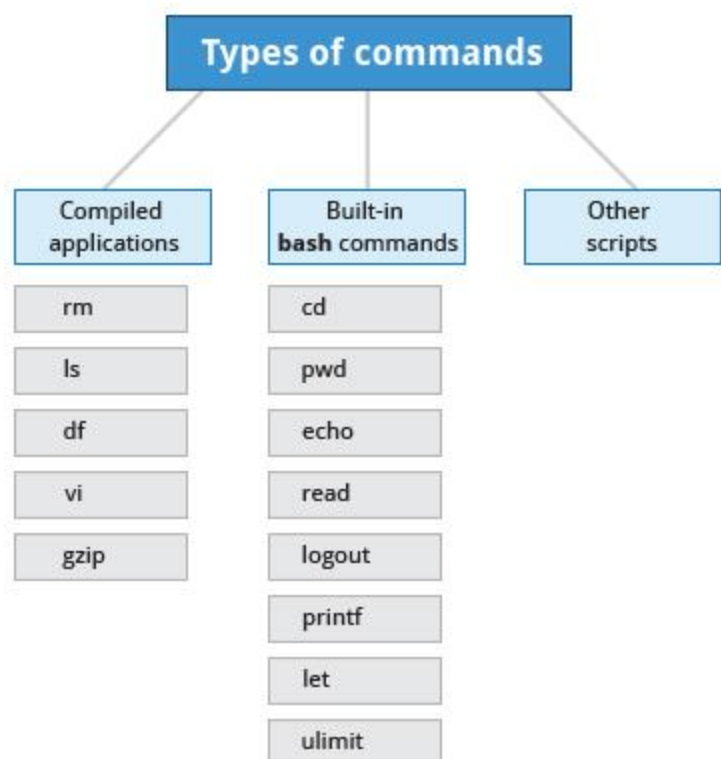 Types of commands
Compiled
applications
Built-in
bash commands
Other
scripts
rm
ls
df
vi
gzip
cd
pwd
echo
read
logout
printf
let
ulimit